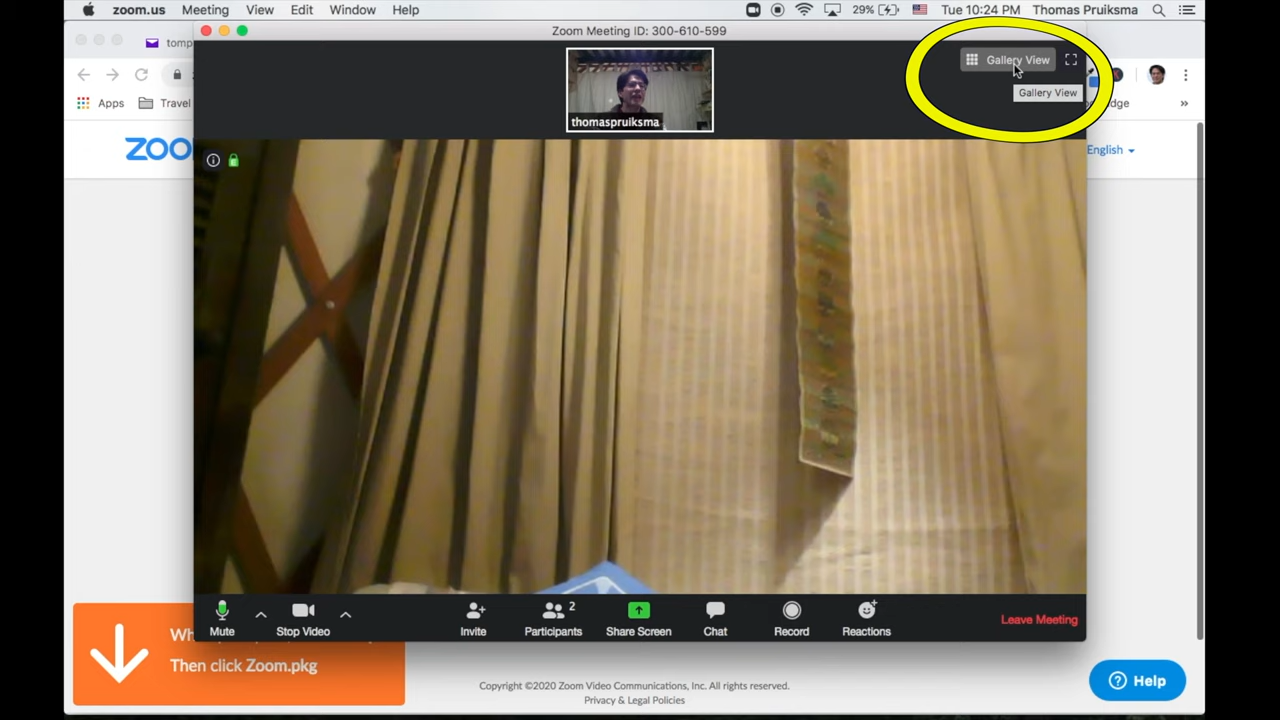 zoom.us Meeting View Edit Window Help 29% Tue 10:24 PM Thomas Pruiksma
Zoom Meeting ID: 300-610-599
tomp
Gallery View
Gallery View
Apps Travel
thomaspruiksma
English
Mute Stop Video Invite Participants 2 Share Screen Chat Record Reactions Leave Meeting
Then click Zoom.pkg
Help
Copyright ©2020 Zoom Video Communications, Inc. All rights reserved.
Privacy & Legal Policies